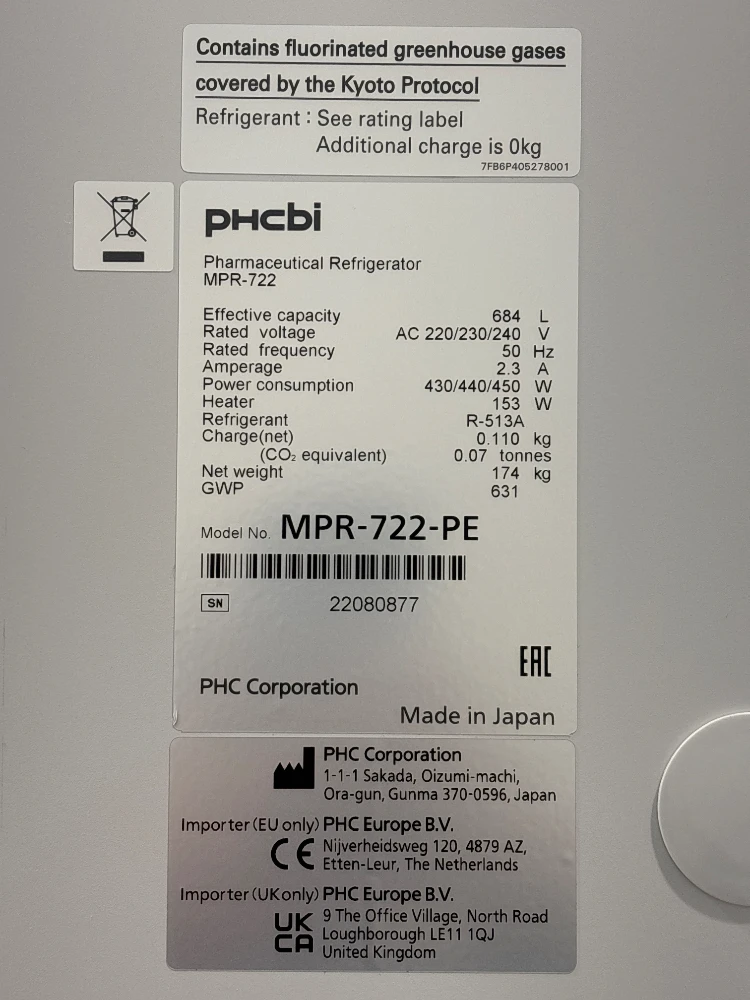 Contains fluorinated greenhouse gases
covered by the Kyoto Protocol
Refrigerant : See rating label
Additional charge is 0kg
7FB6P405278001
PHCbi
Pharmaceutical Refrigerator
MPR-722
Effective capacity 684 L
Rated voltage AC 220/230/240 V
Rated frequency 50 Hz
Amperage 2.3 A
Power consumption 430/440/450 W
Heater 153 W
Refrigerant R-513A
Charge(net) 0.110 kg
(CO₂ equivalent) 0.07 tonnes
Net weight 174 kg
GWP 631
Model No. MPR-722-PE
SN 22080877
EAC
PHC Corporation
Made in Japan
PHC Corporation
1-1-1 Sakada, Oizumi-machi,
Ora-gun, Gunma 370-0596, Japan
Importer (EU only) PHC Europe B.V.
CE Nijverheidsweg 120, 4879 AZ,
Etten-Leur, The Netherlands
Importer (UK only) PHC Europe B.V.
UK 9 The Office Village, North Road
CA Loughborough LE11 1QJ
United Kingdom